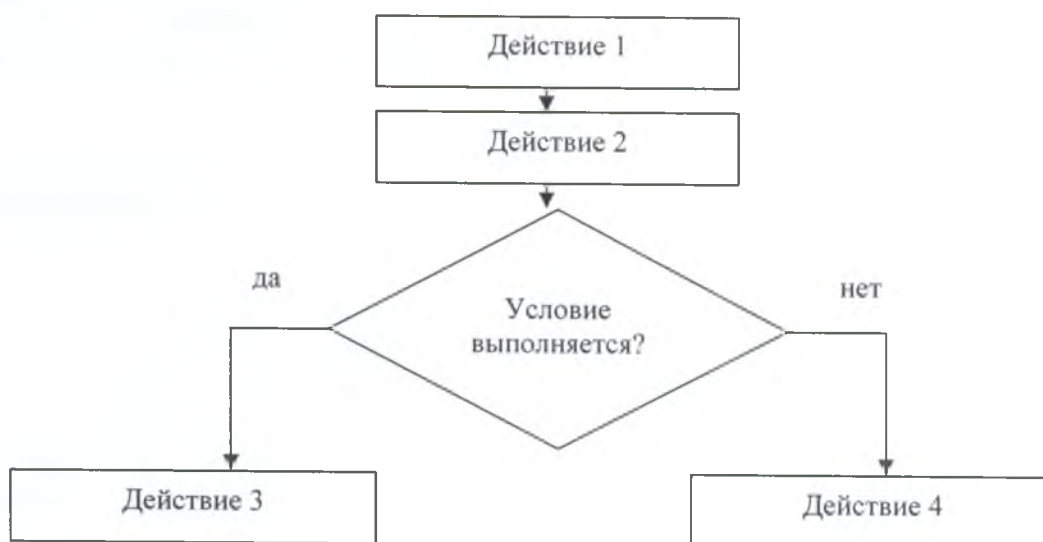 Действие 1
Действие 2
да
нет
Условие
выполняется?
Действие 3
Действие 4